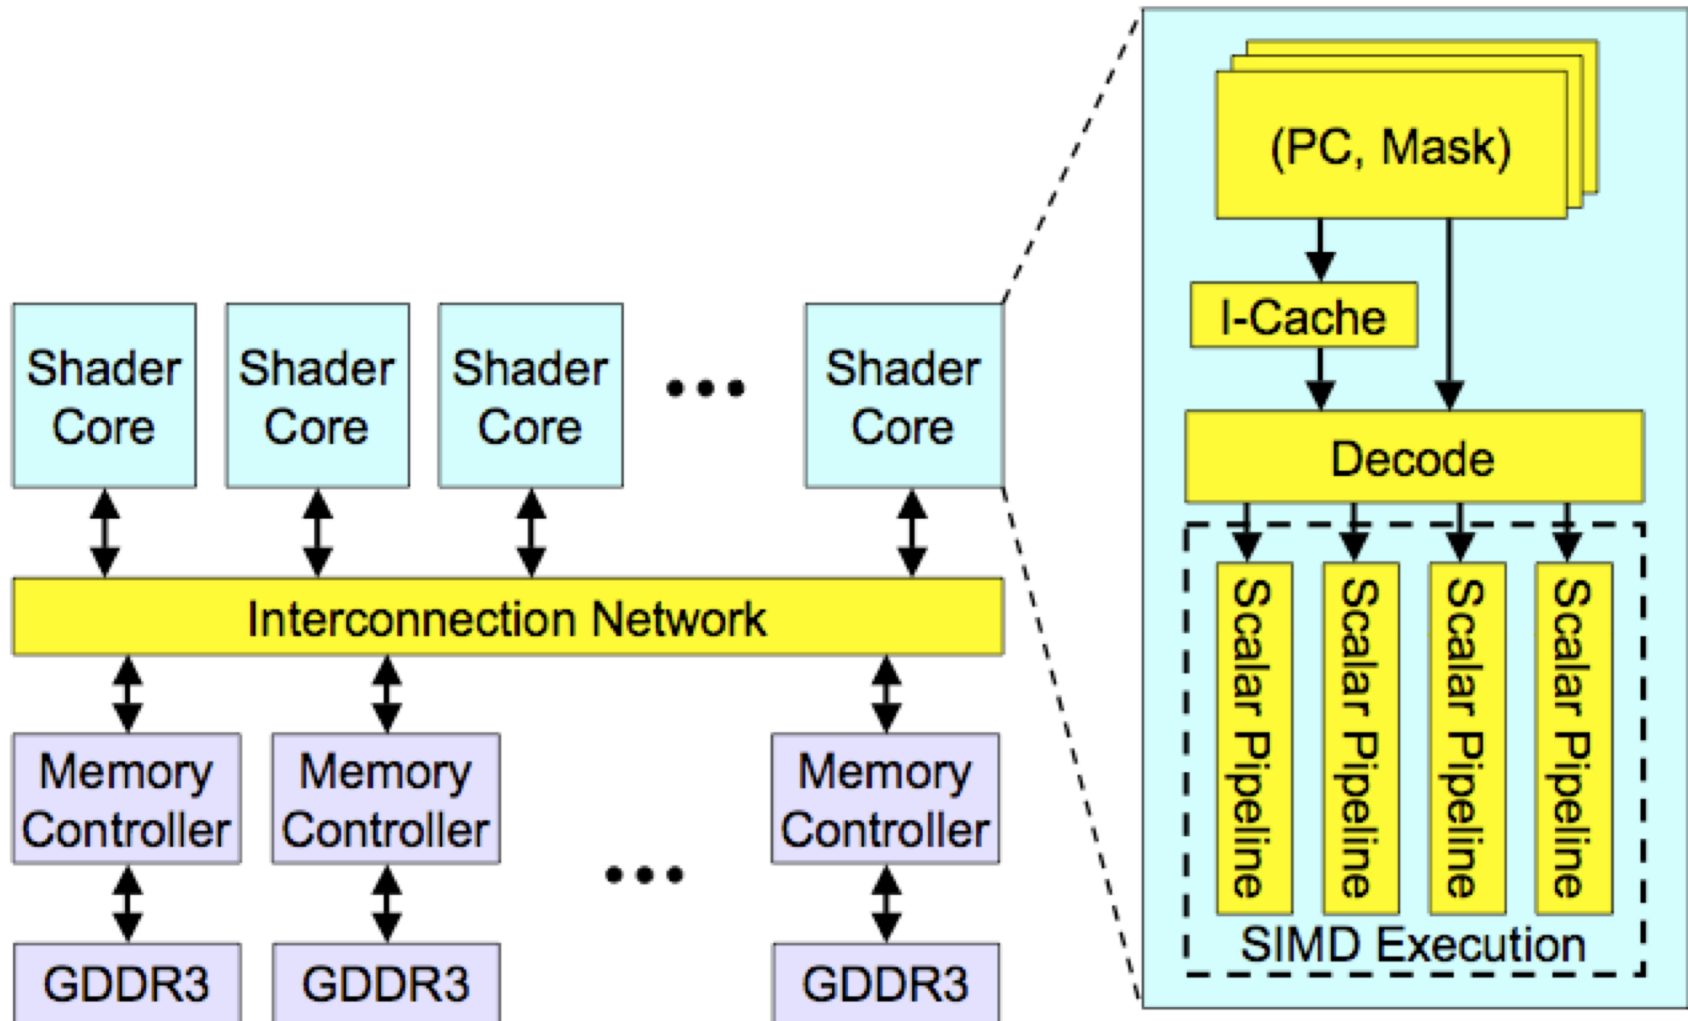 (PC, Mask)
I-Cache
Decode
Scalar Pipeline
Scalar Pipeline
Scalar Pipeline
Scalar Pipeline
SIMD Execution
Shader
Core
Shader
Core
Shader
Core
Shader
Core
Interconnection Network
Memory
Controller
Memory
Controller
Memory
Controller
GDDR3
GDDR3
GDDR3